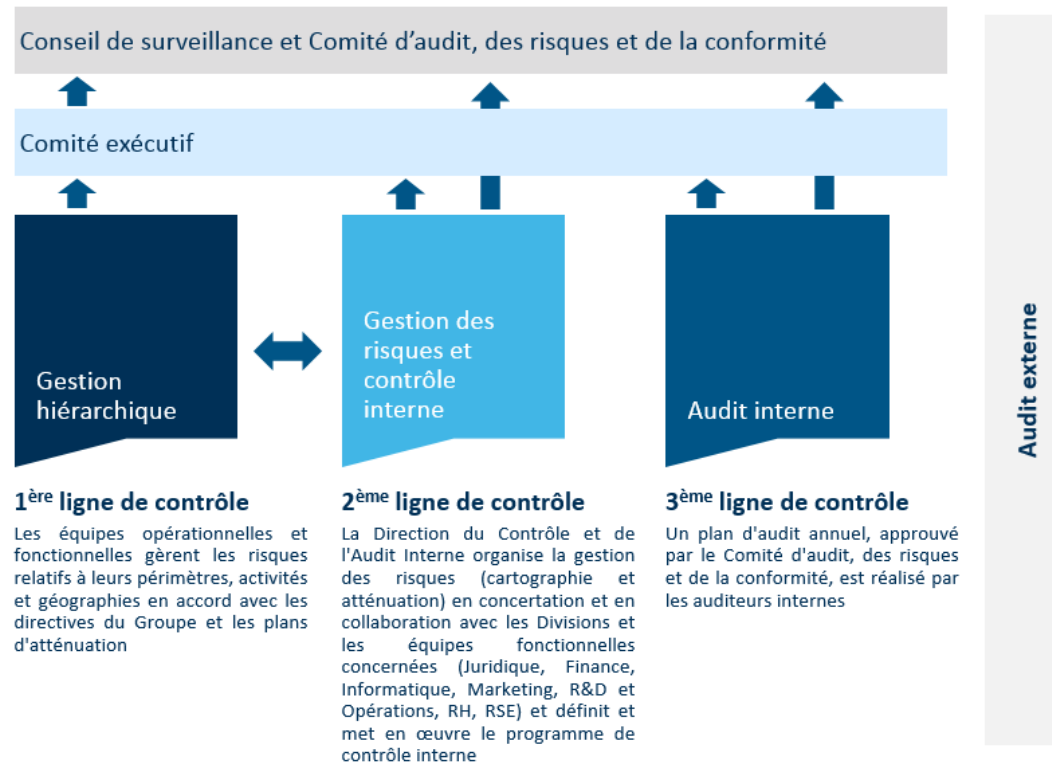 Conseil de surveillance et Comité d'audit, des risques et de la conformité
Comité exécutif
Gestion
hiérarchique
Gestion des
risques et
contrôle
interne
Audit interne
Audit externe
1ère ligne de contrôle
Les équipes opérationnelles et
fonctionnelles gèrent les risques
relatifs à leurs périmètres, activités
et géographies en accord avec les
directives du Groupe et les plans
d'atténuation
2ème ligne de contrôle
La Direction du Contrôle et de
l'Audit Interne organise la gestion
des risques (cartographie et
atténuation) en concertation et en
collaboration avec les Divisions et
les équipes fonctionnelles
concernées (Juridique, Finance,
Informatique, Marketing, R&D et
Opérations, RH, RSE) et définit et
met en œuvre le programme de
contrôle interne
3ème ligne de contrôle
Un plan d'audit annuel, approuvé
par le Comité d'audit, des risques
et de la conformité, est réalisé par
les auditeurs internes